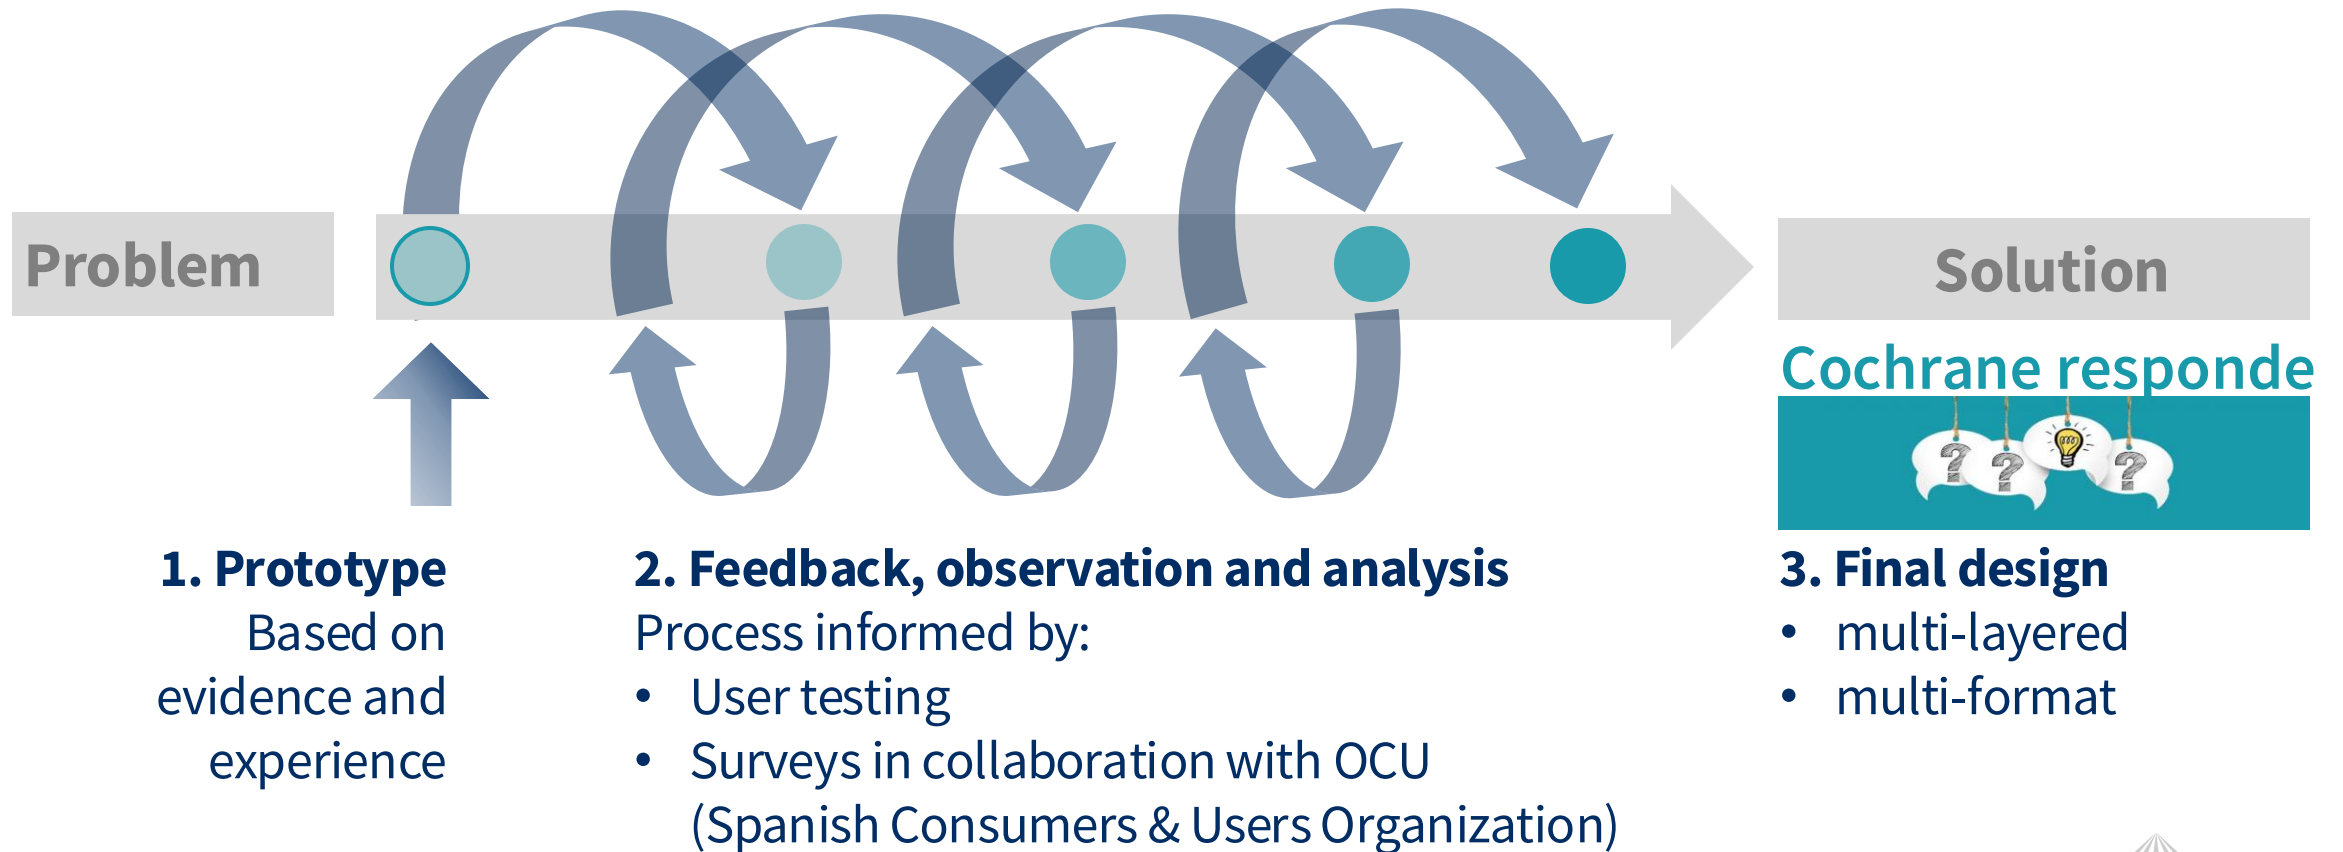 Problem
Solution
Cochrane responde
? ? ?
1. Prototype
Based on
evidence and
experience
2. Feedback, observation and analysis
Process informed by:
• User testing
• Surveys in collaboration with OCU
(Spanish Consumers & Users Organization)
3. Final design
• multi-layered
• multi-format